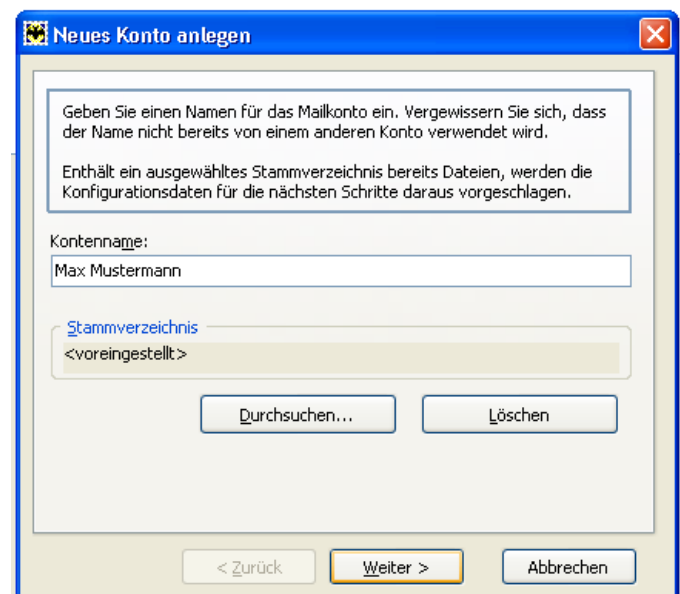 Neues Konto anlegen
Geben Sie einen Namen für das Mailkonto ein. Vergewissern Sie sich, dass
der Name nicht bereits von einem anderen Konto verwendet wird.
Enthält ein ausgewähltes Stammverzeichnis bereits Dateien, werden die
Konfigurationsdaten für die nächsten Schritte daraus vorgeschlagen.
Kontenname:
Max Mustermann
Stammverzeichnis
<voreingestellt>
Durchsuchen...
Löschen
< Zurück
Weiter >
Abbrechen